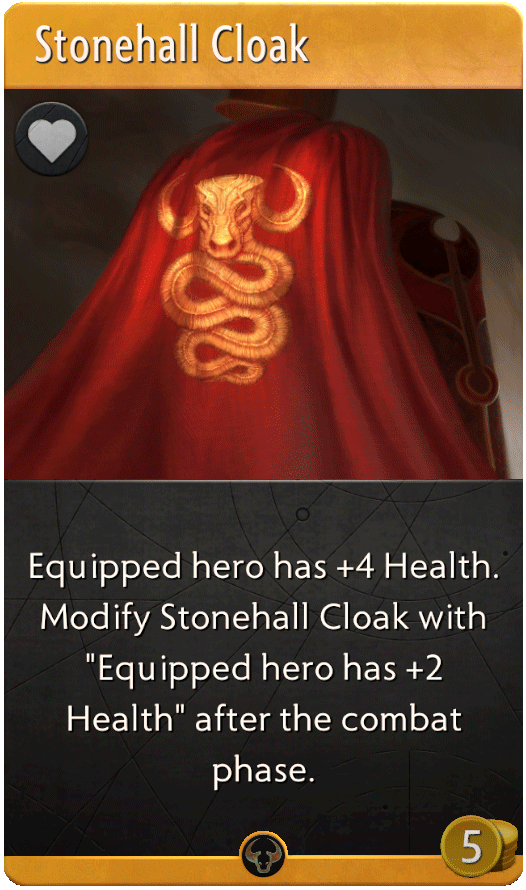 Stonehall Cloak
Equipped hero has +4 Health.
Modify Stonehall Cloak with
"Equipped hero has +2
Health" after the combat
phase.
5